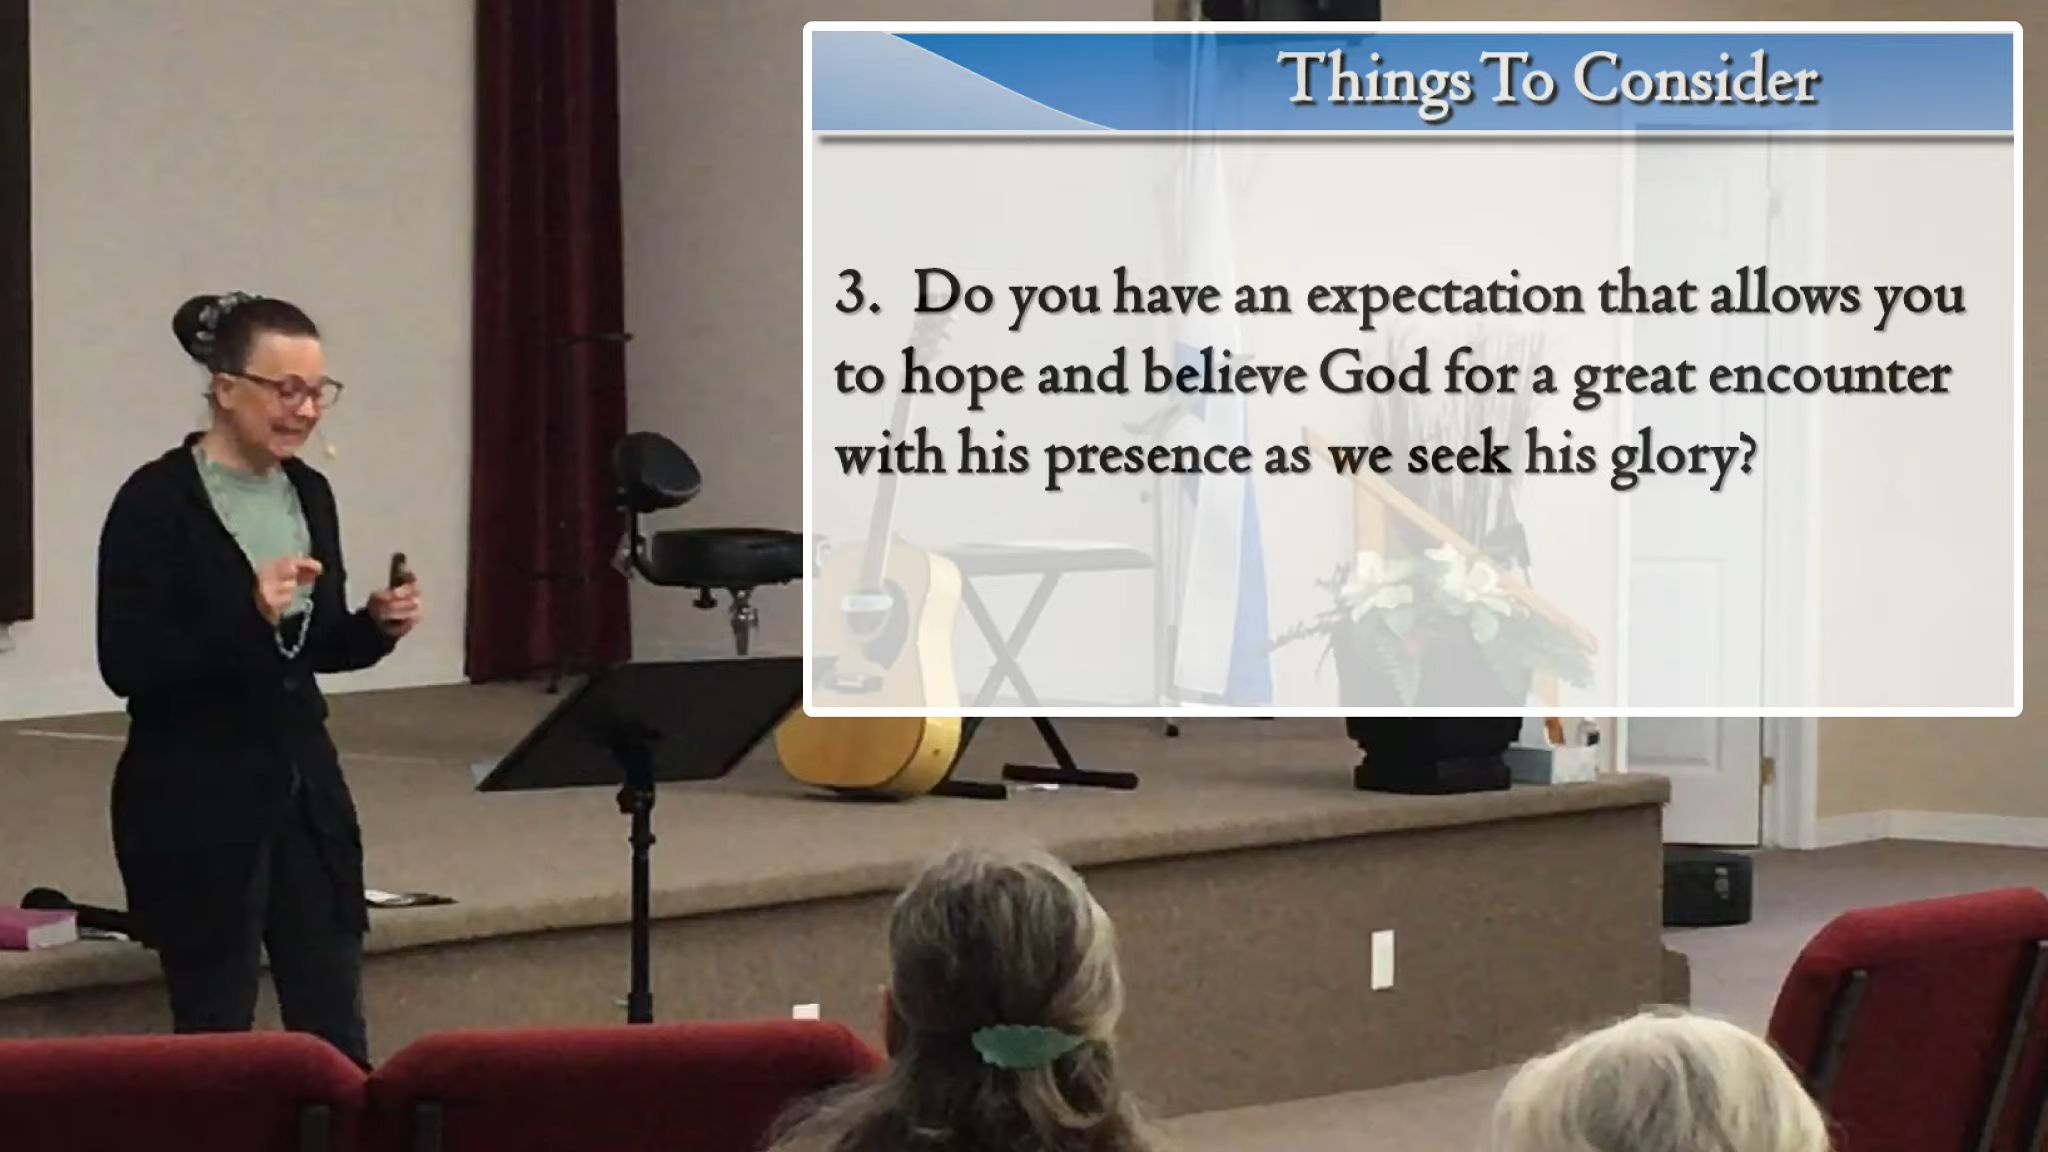 Things To Consider
3. Do you have an expectation that allows you
to hope and believe God for a great encounter
with his presence as we seek his glory?